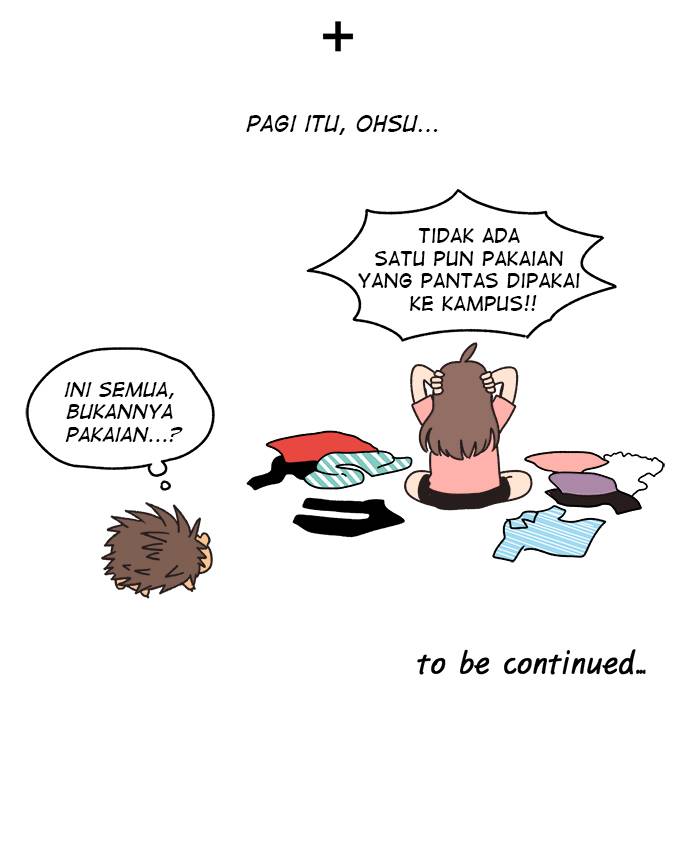 +
PAGI ITU, OHSU...
TIDAK ADA
SATU PUN PAKAIAN
YANG PANTAS DIPAKAI
KE KAMPUS!!
INI SEMUA,
BUKANNYA
PAKAIAN...?
to be continued...